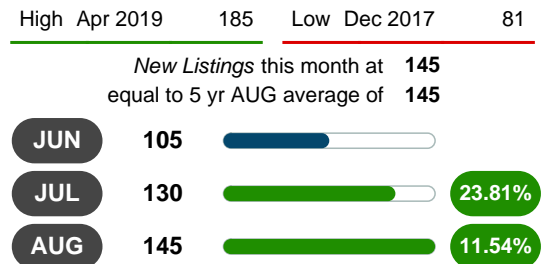 High Apr 2019 185 Low Dec 2017 81
New Listings this month at 145
equal to 5 yr AUG average of 145
JUN 105
JUL 130 23.81%
AUG 145 11.54%